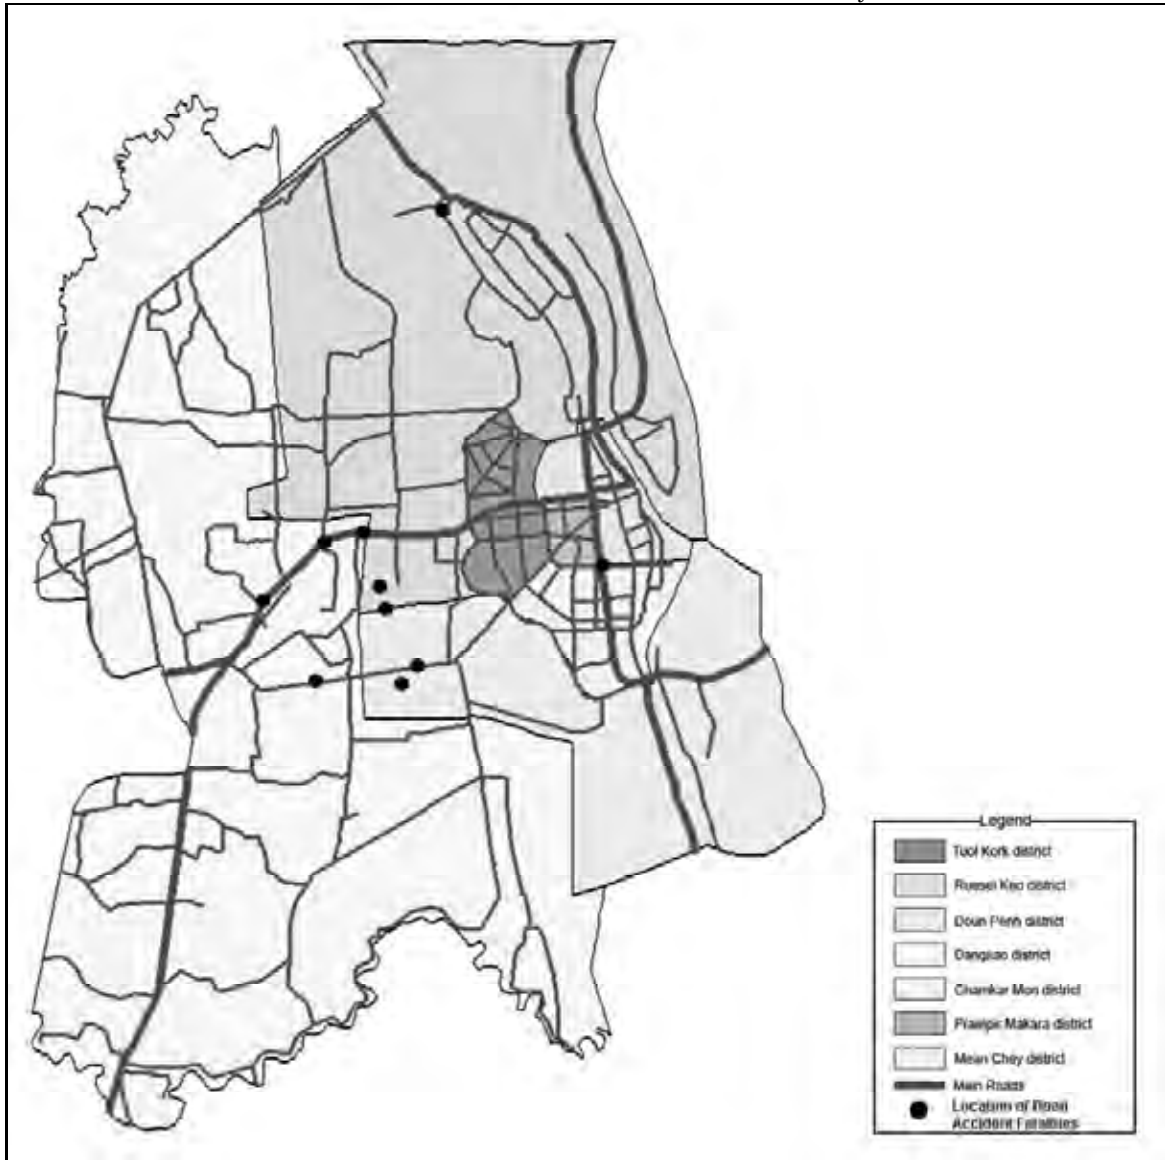 Legend
Tuol Kork district
Russei Keo district
Doun Penh district
Dangkao district
Chamkar Mon district
Prampir Makara district
Mean Chey district
Main Roads
Location of Road
Accident Fatalities